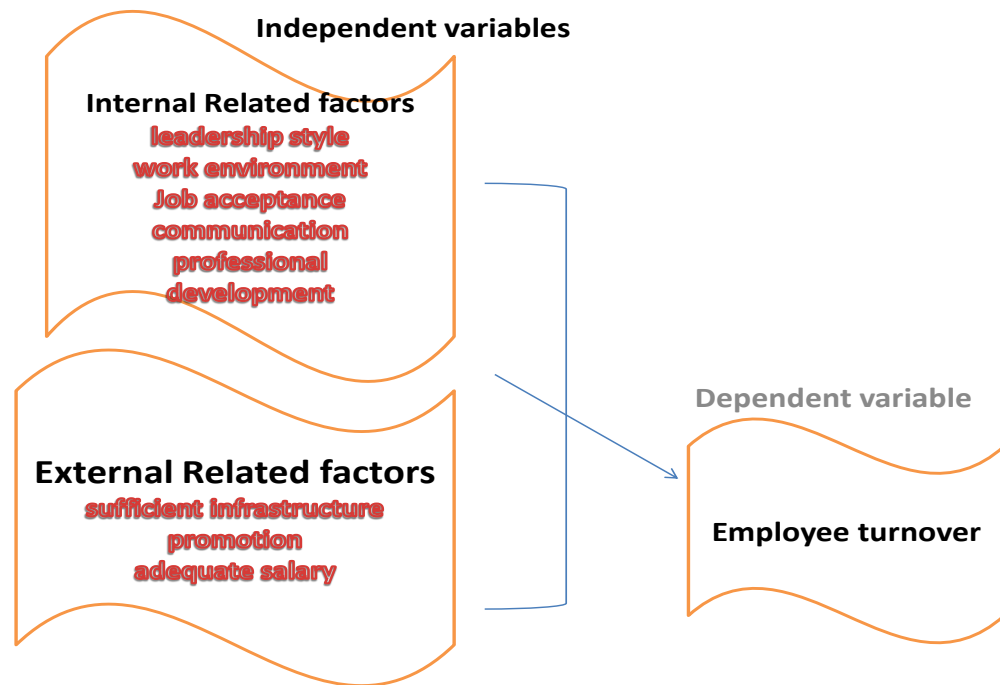 Independent variables
Internal Related factors
leadership style
work environment
Job acceptance
communication
professional
development
External Related factors
sufficient infrastructure
promotion
adequate salary
Dependent variable
Employee turnover